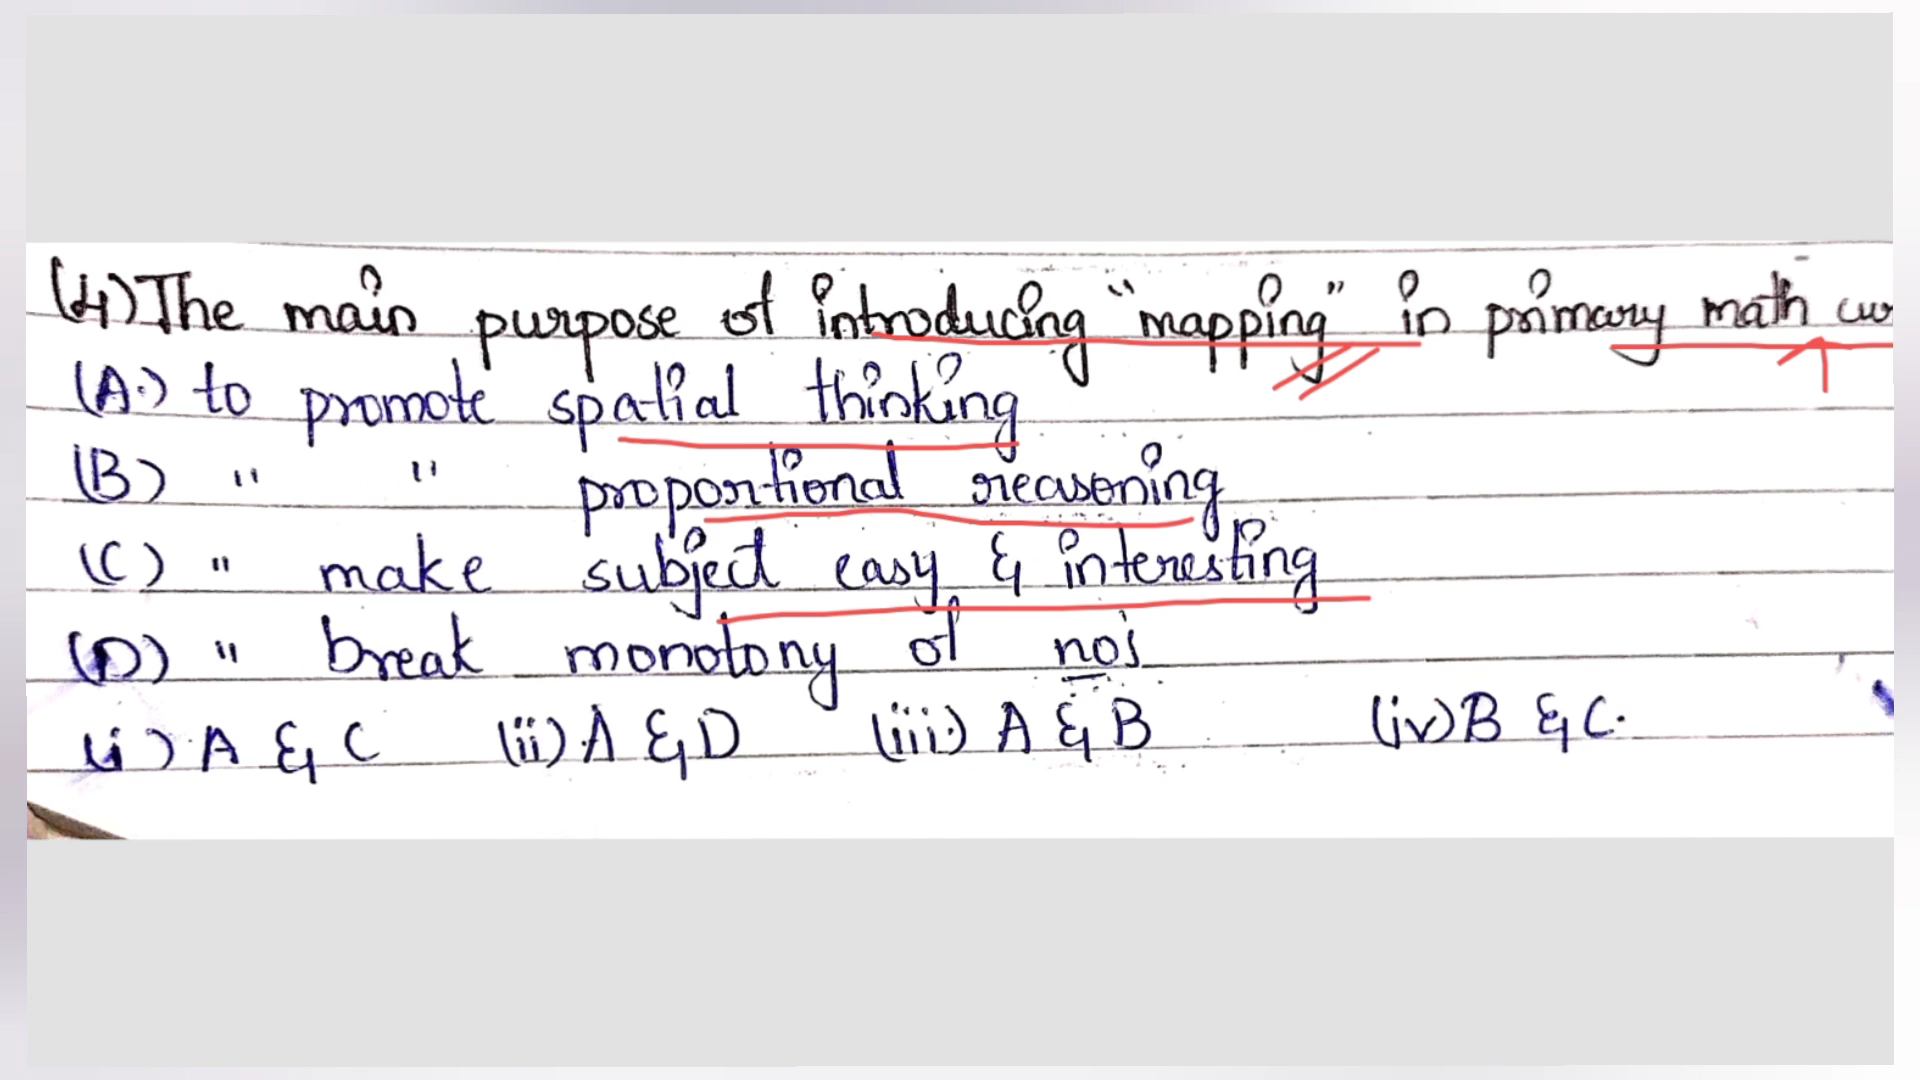 (4) The main purpose of introducing "mapping" in primary math cur
(A.) to promote spatial thinking
(B) " " proportional reasoning
(C) " make subject easy & interesting
(D) " break monotony of no's
(i) A & C (ii) A & D (iii) A & B (iv) B & C.